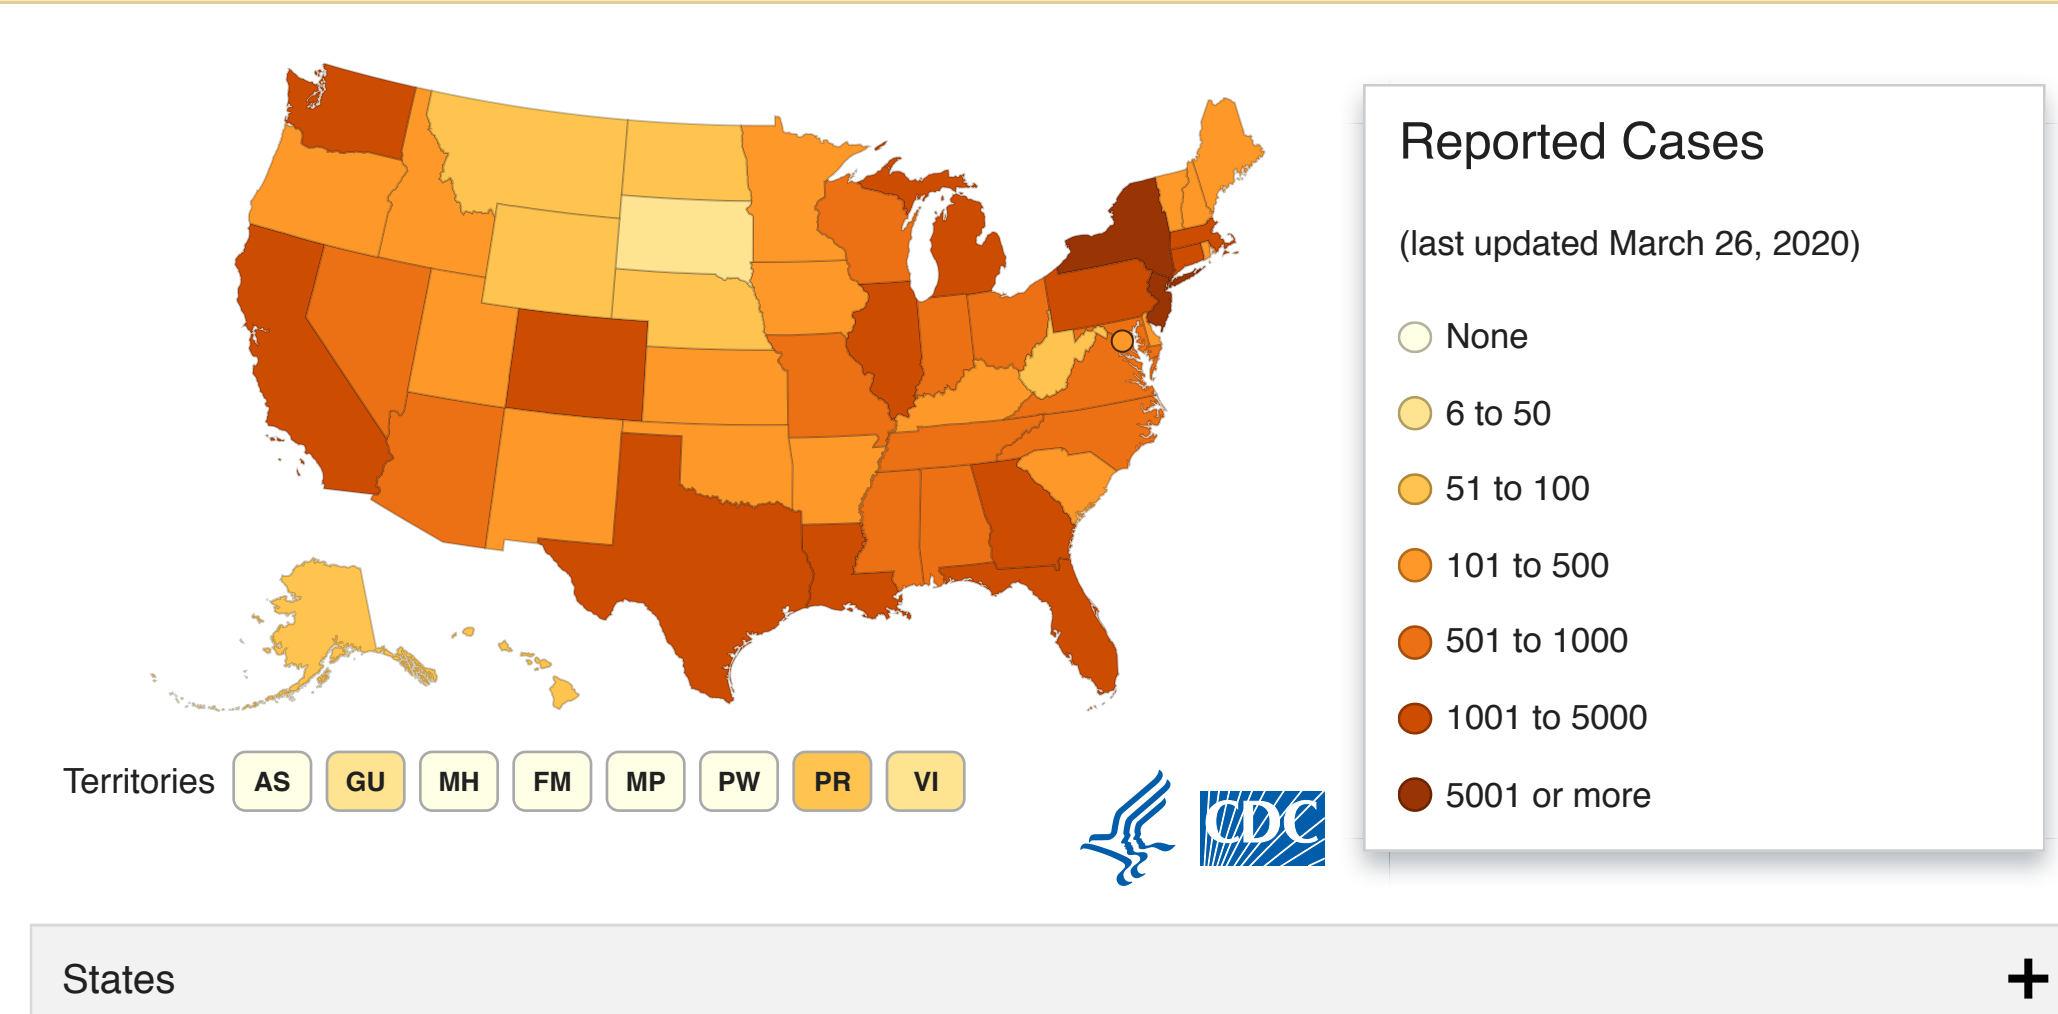 Reported Cases
(last updated March 26, 2020)
None
6 to 50
51 to 100
101 to 500
501 to 1000
1001 to 5000
5001 or more
Territories AS GU MH FM MP PW PR VI
CDC
States +